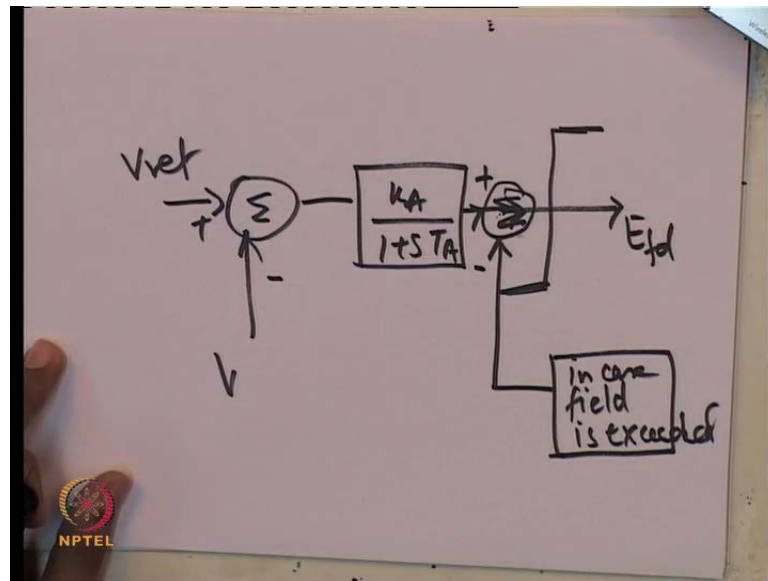 Vref
+
Σ
-
V
KA
1+STA
+
Σ
-
Efd
in case
field
is exceeded
NPTEL